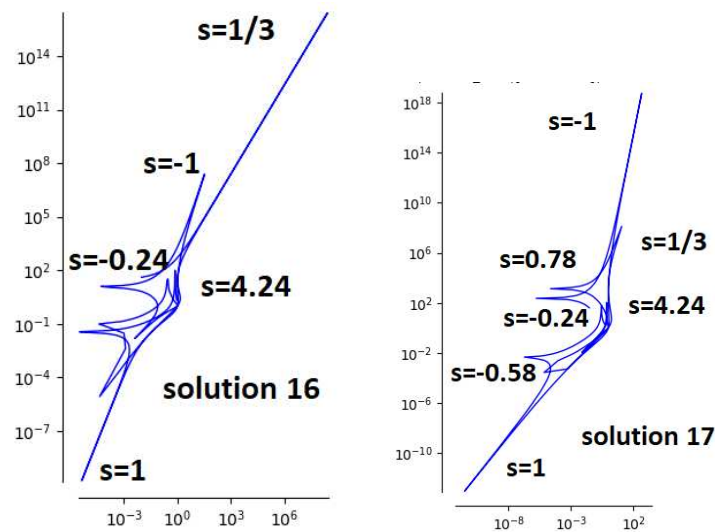 s=1/3
10^14
10^11
10^8
10^5
10^2
10^-1
10^-4
10^-7
s=-1
s=-0.24
s=4.24
solution 16
s=1
10^-3
10^0
10^3
10^6
10^18
10^14
10^10
10^6
10^2
10^-2
10^-6
10^-10
s=-1
s=1/3
s=0.78
s=4.24
s=-0.24
s=-0.58
solution 17
s=1
10^-8
10^-3
10^2